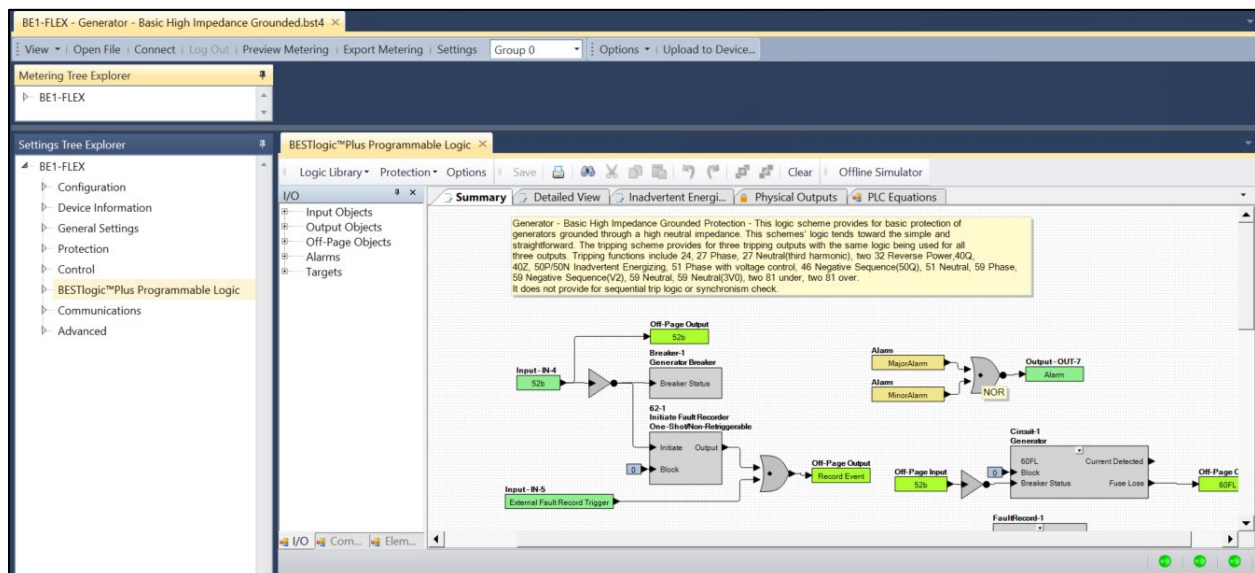 BE1-FLEX - Generator - Basic High Impedance Grounded.bst4
View Open File Connect Log Out Preview Metering Export Metering Settings Group 0 Options Upload to Device...
Metering Tree Explorer
BE1-FLEX
Settings Tree Explorer
BE1-FLEX
Configuration
Device Information
General Settings
Protection
Control
BESTlogic™Plus Programmable Logic
Communications
Advanced
BESTlogic™Plus Programmable Logic
Logic Library Protection Options Save Clear Offline Simulator
I/O
Input Objects
Output Objects
Off-Page Objects
Alarms
Targets
I/O Com... Elem...
Summary Detailed View Inadvertent Energi... Physical Outputs PLC Equations
Generator - Basic High Impedance Grounded Protection - This logic scheme provides for basic protection of
generators grounded through a high neutral impedance. This schemes' logic tends toward the simple and
straightforward. The tripping scheme provides for three tripping outputs with the same logic being used for all
three outputs. Tripping functions include 24, 27 Phase, 27 Neutral(third harmonic), two 32 Reverse Power,40Q,
40Z, 50P/50N Inadvertent Energizing, 51 Phase with voltage control, 46 Negative Sequence(50Q), 51 Neutral, 59 Phase,
59 Negative Sequence(V2), 59 Neutral, 59 Neutral(3V0), two 81 under, two 81 over.
It does not provide for sequential trip logic or synchronism check.
Off-Page Output
52b
Input - IN-4
52b
Breaker-1
Generator Breaker
Breaker Status
62-1
Initiate Fault Recorder
One-Shot/Non-Retriggerable
Initiate Output
0 Block
Input - IN-5
External Fault Record Trigger
Off-Page Output
Record Event
Alarm
MajorAlarm
Alarm
MinorAlarm
NOR
Output - OUT-7
Alarm
Off-Page Input
52b
Circuit-1
Generator
60FL Current Detected
0 Block
Breaker Status Fuse Loss
Off-Page C
60FL
FaultRecord-1